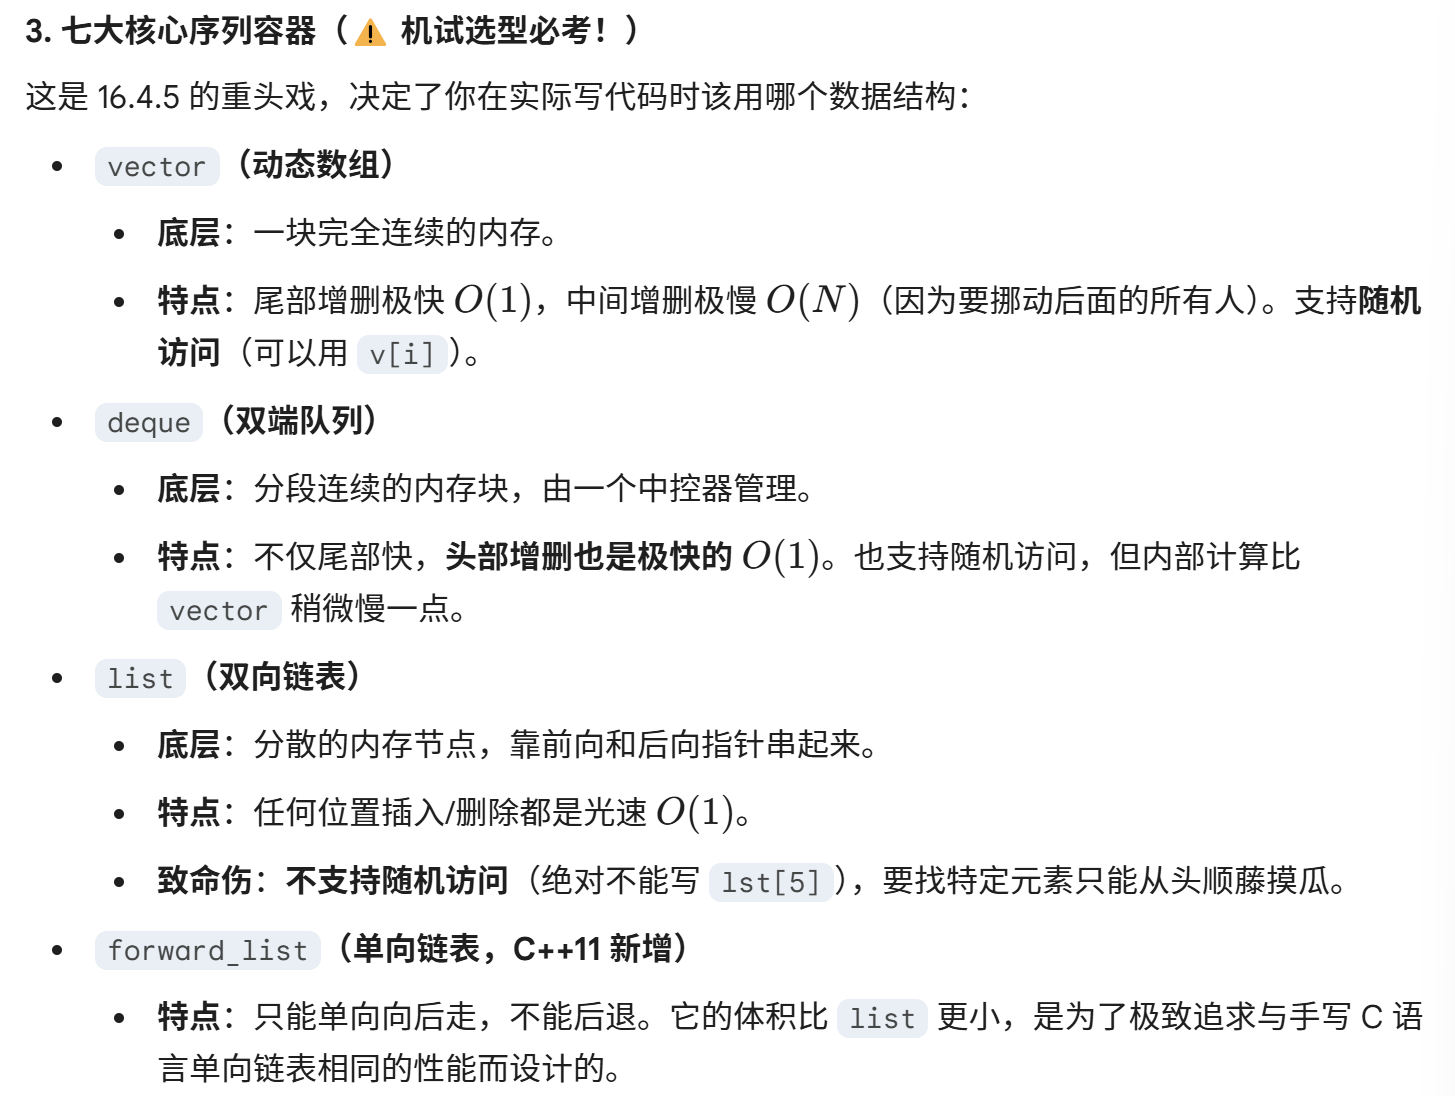 3. 七大核心序列容器（⚠️ 机试选型必考！）
这是 16.4.5 的重头戏，决定了你在实际写代码时该用哪个数据结构：
• vector（动态数组）
• 底层：一块完全连续的内存。
• 特点：尾部增删极快 O(1)，中间增删极慢 O(N)（因为要挪动后面的所有人）。支持随机
访问（可以用 v[i]）。
• deque（双端队列）
• 底层：分段连续的内存块，由一个中控器管理。
• 特点：不仅尾部快，头部增删也是极快的 O(1)。也支持随机访问，但内部计算比
vector 稍微慢一点。
• list（双向链表）
• 底层：分散的内存节点，靠前向和后向指针串起来。
• 特点：任何位置插入/删除都是光速 O(1)。
• 致命伤：不支持随机访问（绝对不能写 lst[5]），要找特定元素只能从头顺藤摸瓜。
• forward_list（单向链表，C++11 新增）
• 特点：只能单向向后走，不能后退。它的体积比 list 更小，是为了极致追求与手写 C 语
言单向链表相同的性能而设计的。